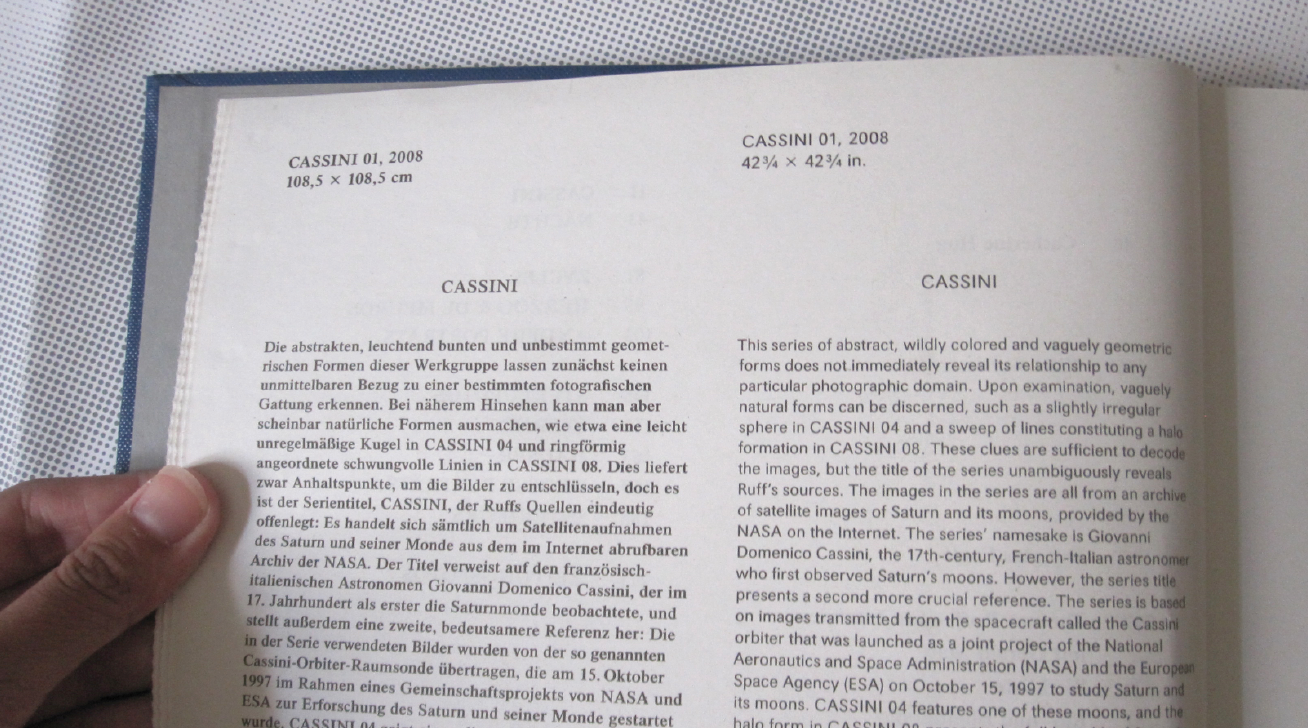 CASSINI 01, 2008
108,5 × 108,5 cm
CASSINI
Die abstrakten, leuchtend bunten und unbestimmt geomet-
rischen Formen dieser Werkgruppe lassen zunächst keinen
unmittelbaren Bezug zu einer bestimmten fotografischen
Gattung erkennen. Bei näherem Hinsehen kann man aber
scheinbar natürliche Formen ausmachen, wie etwa eine leicht
unregelmäßige Kugel in CASSINI 04 und ringförmig
angeordnete schwungvolle Linien in CASSINI 08. Dies liefert
zwar Anhaltspunkte, um die Bilder zu entschlüsseln, doch es
ist der Serientitel, CASSINI, der Ruffs Quellen eindeutig
offenlegt: Es handelt sich sämtlich um Satellitenaufnahmen
des Saturn und seiner Monde aus dem im Internet abrufbaren
Archiv der NASA. Der Titel verweist auf den französisch-
italienischen Astronomen Giovanni Domenico Cassini, der im
17. Jahrhundert als erster die Saturnmonde beobachtete, und
stellt außerdem eine zweite, bedeutsamere Referenz her: Die
in der Serie verwendeten Bilder wurden von der so genannten
Cassini-Orbiter-Raumsonde übertragen, die am 15. Oktober
1997 im Rahmen eines Gemeinschaftsprojekts von NASA und
ESA zur Erforschung des Saturn und seiner Monde gestartet
wurde. CASSINI 04
CASSINI 01, 2008
42 ¾ × 42 ¾ in.
CASSINI
This series of abstract, wildly colored and vaguely geometric
forms does not immediately reveal its relationship to any
particular photographic domain. Upon examination, vaguely
natural forms can be discerned, such as a slightly irregular
sphere in CASSINI 04 and a sweep of lines constituting a halo
formation in CASSINI 08. These clues are sufficient to decode
the images, but the title of the series unambiguously reveals
Ruff's sources. The images in the series are all from an archive
of satellite images of Saturn and its moons, provided by the
NASA on the Internet. The series' namesake is Giovanni
Domenico Cassini, the 17th-century, French-Italian astronomer
who first observed Saturn's moons. However, the series title
presents a second more crucial reference. The series is based
on images transmitted from the spacecraft called the Cassini
orbiter that was launched as a joint project of the National
Aeronautics and Space Administration (NASA) and the European
Space Agency (ESA) on October 15, 1997 to study Saturn and
its moons. CASSINI 04 features one of these moons, and the
halo form in CASSINI 08